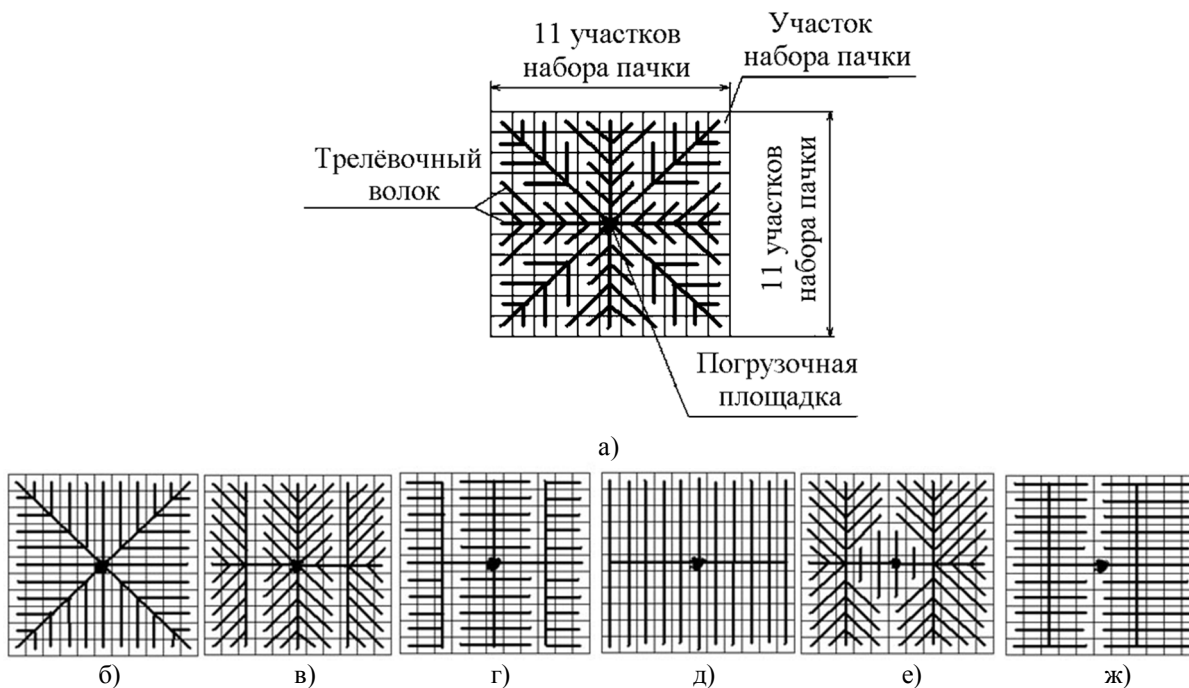 11 участков
набора пачки
Участок
набора пачки
Трелёвочный
волок
11 участков
набора пачки
Погрузочная
площадка
а)
б)
в)
г)
д)
е)
ж)